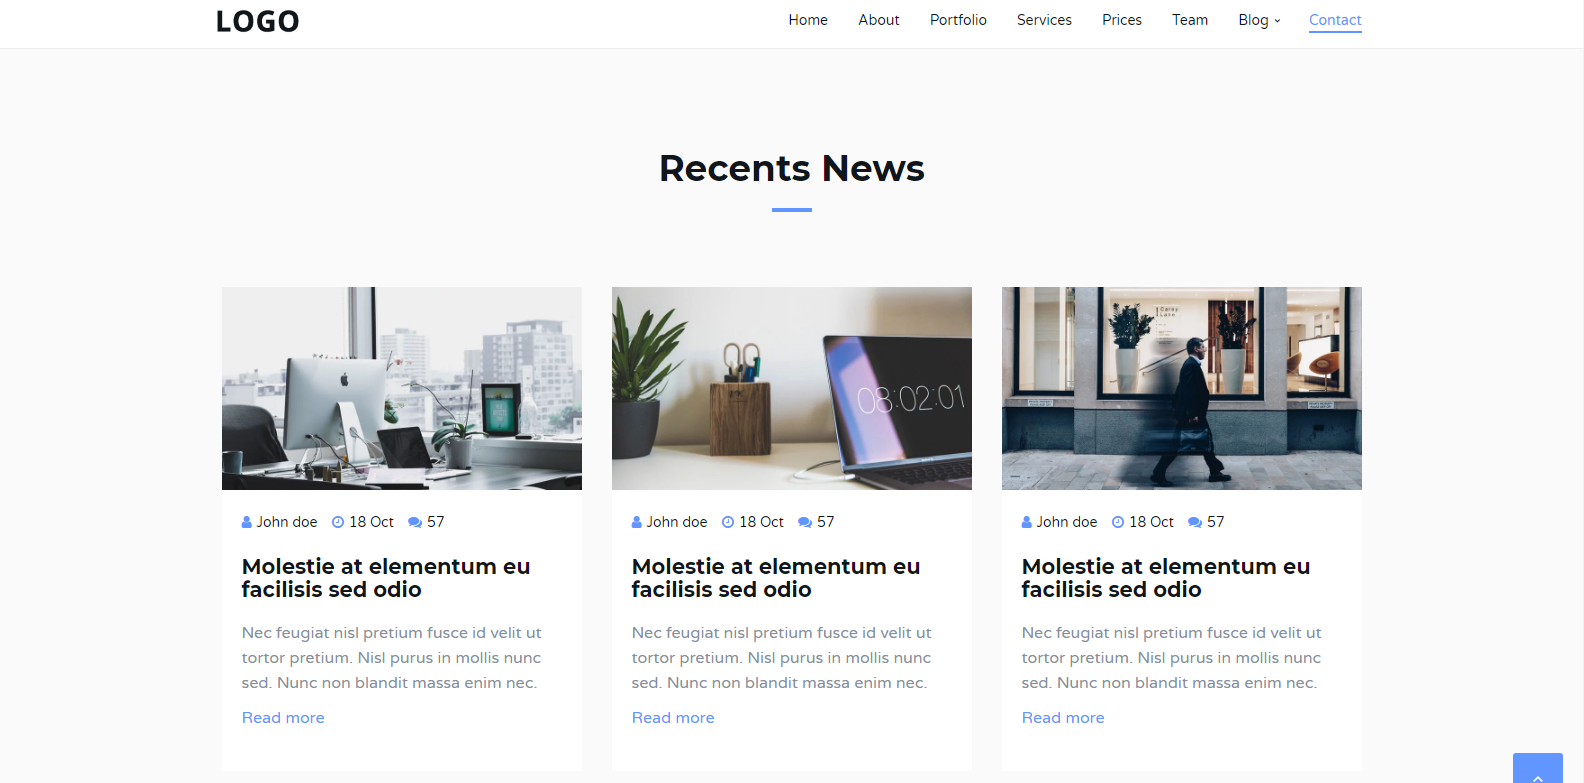 LOGO
Home About Portfolio Services Prices Team Blog Contact
Recents News
08:02:01
John doe 18 Oct 57
Molestie at elementum eu
facilisis sed odio
Nec feugiat nisl pretium fusce id velit ut
tortor pretium. Nisl purus in mollis nunc
sed. Nunc non blandit massa enim nec.
Read more
John doe 18 Oct 57
Molestie at elementum eu
facilisis sed odio
Nec feugiat nisl pretium fusce id velit ut
tortor pretium. Nisl purus in mollis nunc
sed. Nunc non blandit massa enim nec.
Read more
John doe 18 Oct 57
Molestie at elementum eu
facilisis sed odio
Nec feugiat nisl pretium fusce id velit ut
tortor pretium. Nisl purus in mollis nunc
sed. Nunc non blandit massa enim nec.
Read more